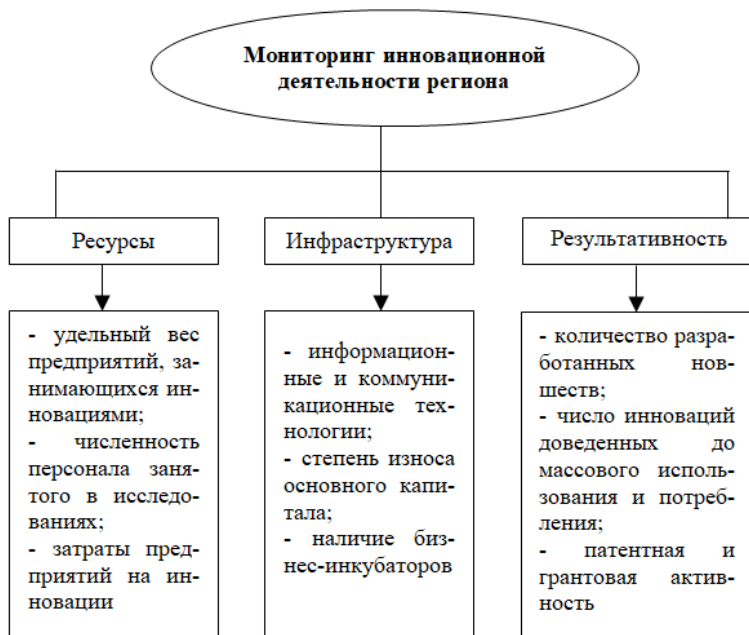 Мониторинг инновационной
деятельности региона
Ресурсы
Инфраструктура
Результативность
- удельный вес
предприятий, за-
нимающихся ин-
новациями;
- численность
персонала заня-
того в исследо-
ваниях;
- затраты пред-
приятий на ин-
новации
- информацион-
ные и коммуни-
кационные тех-
нологии;
- степень износа
основного капи-
тала;
- наличие биз-
нес-инкубаторов
- количество разра-
ботанных нов-
шеств;
- число инноваций
доведенных до
массового исполь-
зования и потреб-
ления;
- патентная и
грантовая актив-
ность